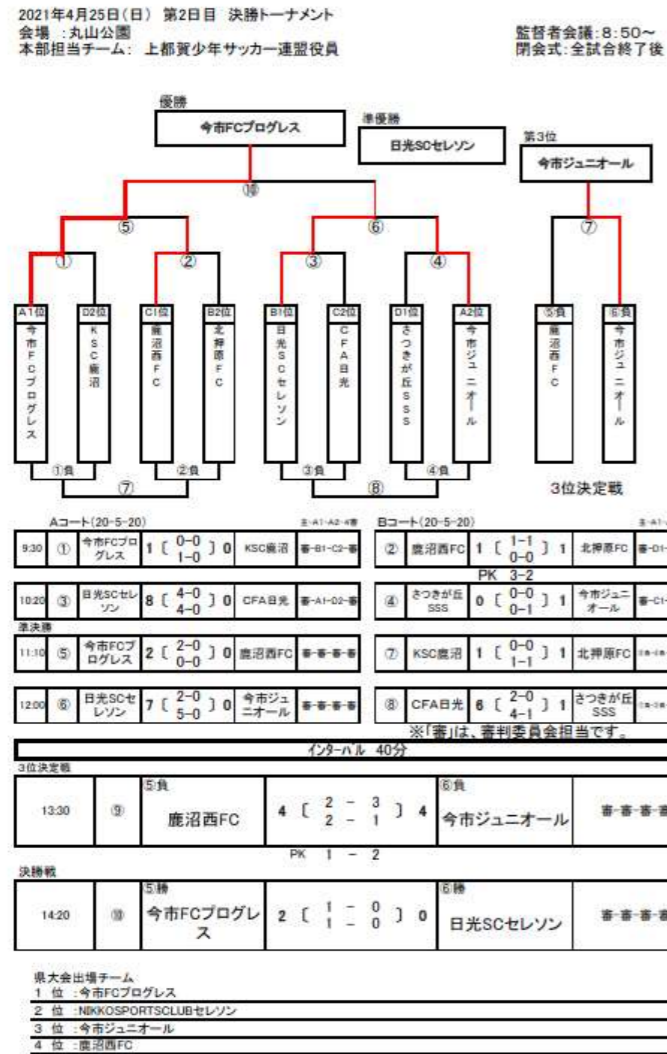 2021年4月25日(日) 第2日目 決勝トーナメント
会場 :丸山公園
監督者会議:8:50～
本部担当チーム: 上都賀少年サッカー連盟役員
閉会式:全試合終了後
優勝
今市FCプログレス
準優勝
日光SCセレソン
第3位
今市ジュニオール
⑩
⑤ ⑥ ⑦
① ② ③ ④
A1位 D2位 C1位 B2位 B1位 C2位 D1位 A2位 ⑤負 ⑥負
今市FCプログレス
KSC鹿沼
鹿沼西FC
北押原FC
日光SCセレソン
CFA日光
さつきが丘SSS
今市ジュニオール
鹿沼西FC
今市ジュニオール
①負 ②負 ③負 ④負
⑦ ⑧ 3位決定戦
Aコート(20-5-20) 主-A1-A2-4審
9:30 ① 今市FCプログレス 1 〔 0-0 1-0 〕 0 KSC鹿沼 審-B1-C2-審
10:20 ③ 日光SCセレソン 8 〔 4-0 4-0 〕 0 CFA日光 審-A1-D2-審
準決勝
11:10 ⑤ 今市FCプログレス 2 〔 2-0 0-0 〕 0 鹿沼西FC 審-審-審-審
12:00 ⑥ 日光SCセレソン 7 〔 2-0 5-0 〕 0 今市ジュニオール 審-審-審-審
Bコート(20-5-20)
② 鹿沼西FC 1 〔 1-1 0-0 〕 1 北押原FC
PK 3-2
④ さつきが丘SSS 0 〔 0-0 0-1 〕 1 今市ジュニオール
⑦ KSC鹿沼 1 〔 0-0 1-1 〕 1 北押原FC
⑧ CFA日光 6 〔 2-0 4-1 〕 1 さつきが丘SSS
※「審」は、審判委員会担当です。
インターバル 40分
3位決定戦
⑤負 ⑥負
13:30 ⑨ 鹿沼西FC 4 〔 2 - 3 2 - 1 〕 4 今市ジュニオール 審-審-審-審
PK 1 - 2
決勝戦
⑤勝 ⑥勝
14:20 ⑩ 今市FCプログレス 2 〔 1 - 0 1 - 0 〕 0 日光SCセレソン 審-審-審-審
県大会出場チーム
1 位 :今市FCプログレス
2 位 :NIKKOSPORTSCLUBセレソン
3 位 :今市ジュニオール
4 位 :鹿沼西FC